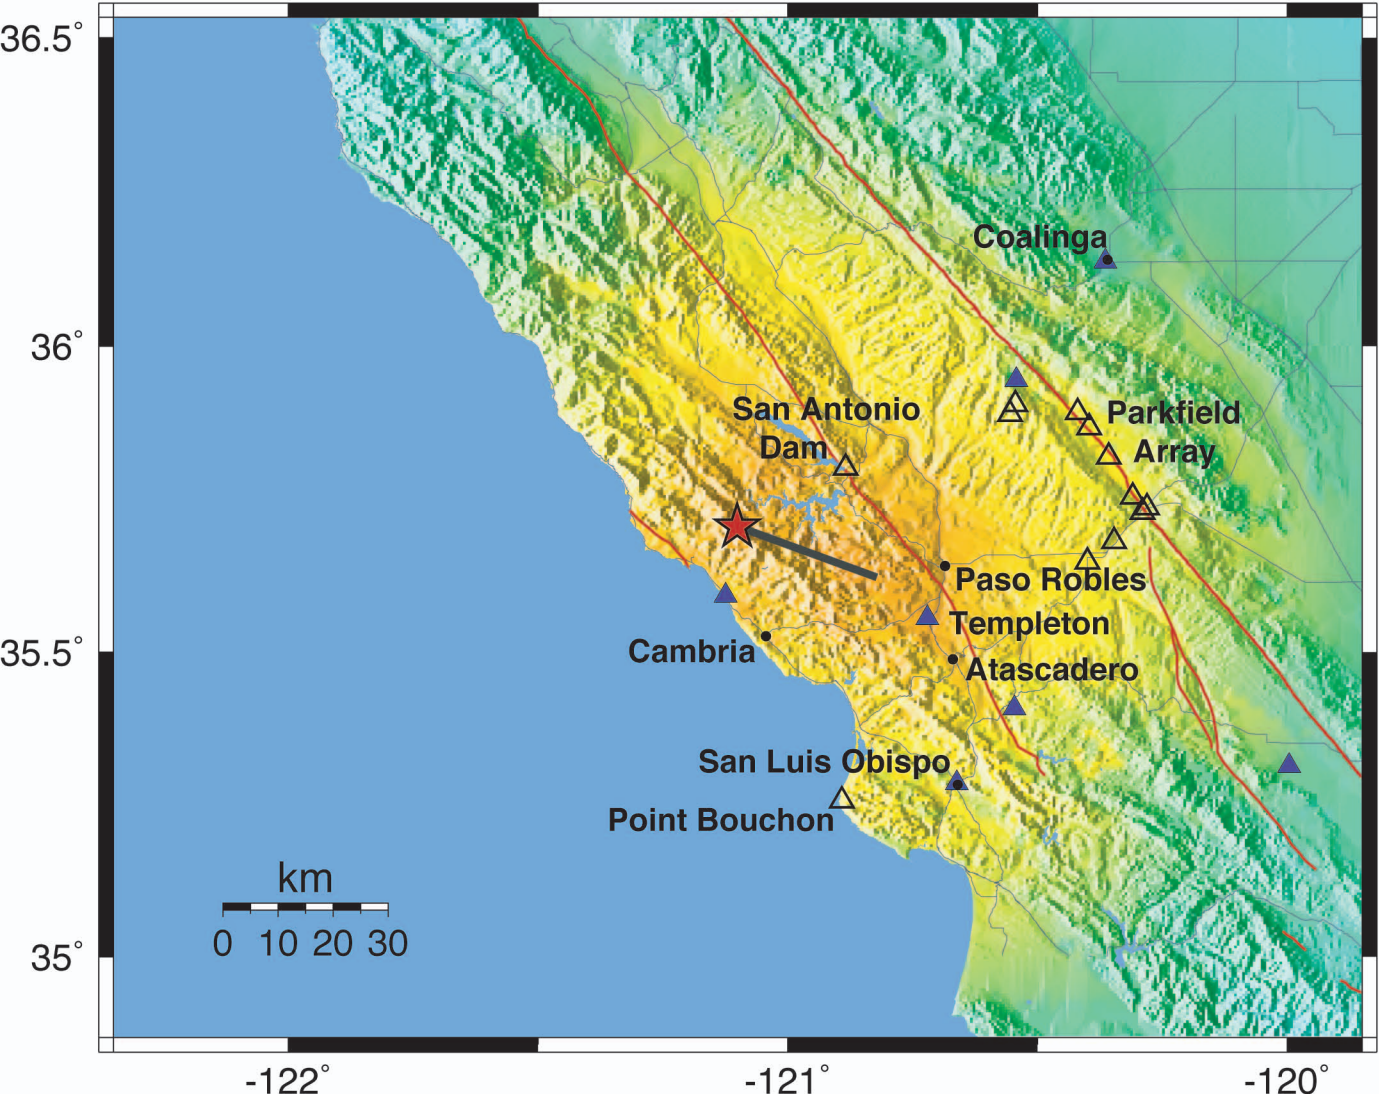 36.5°
Coalinga
36°
San Antonio
Dam
Parkfield
Array
Paso Robles
Templeton
Cambria
35.5°
Atascadero
San Luis Obispo
Point Bouchon
km
0 10 20 30
35°
-122° -121° -120°